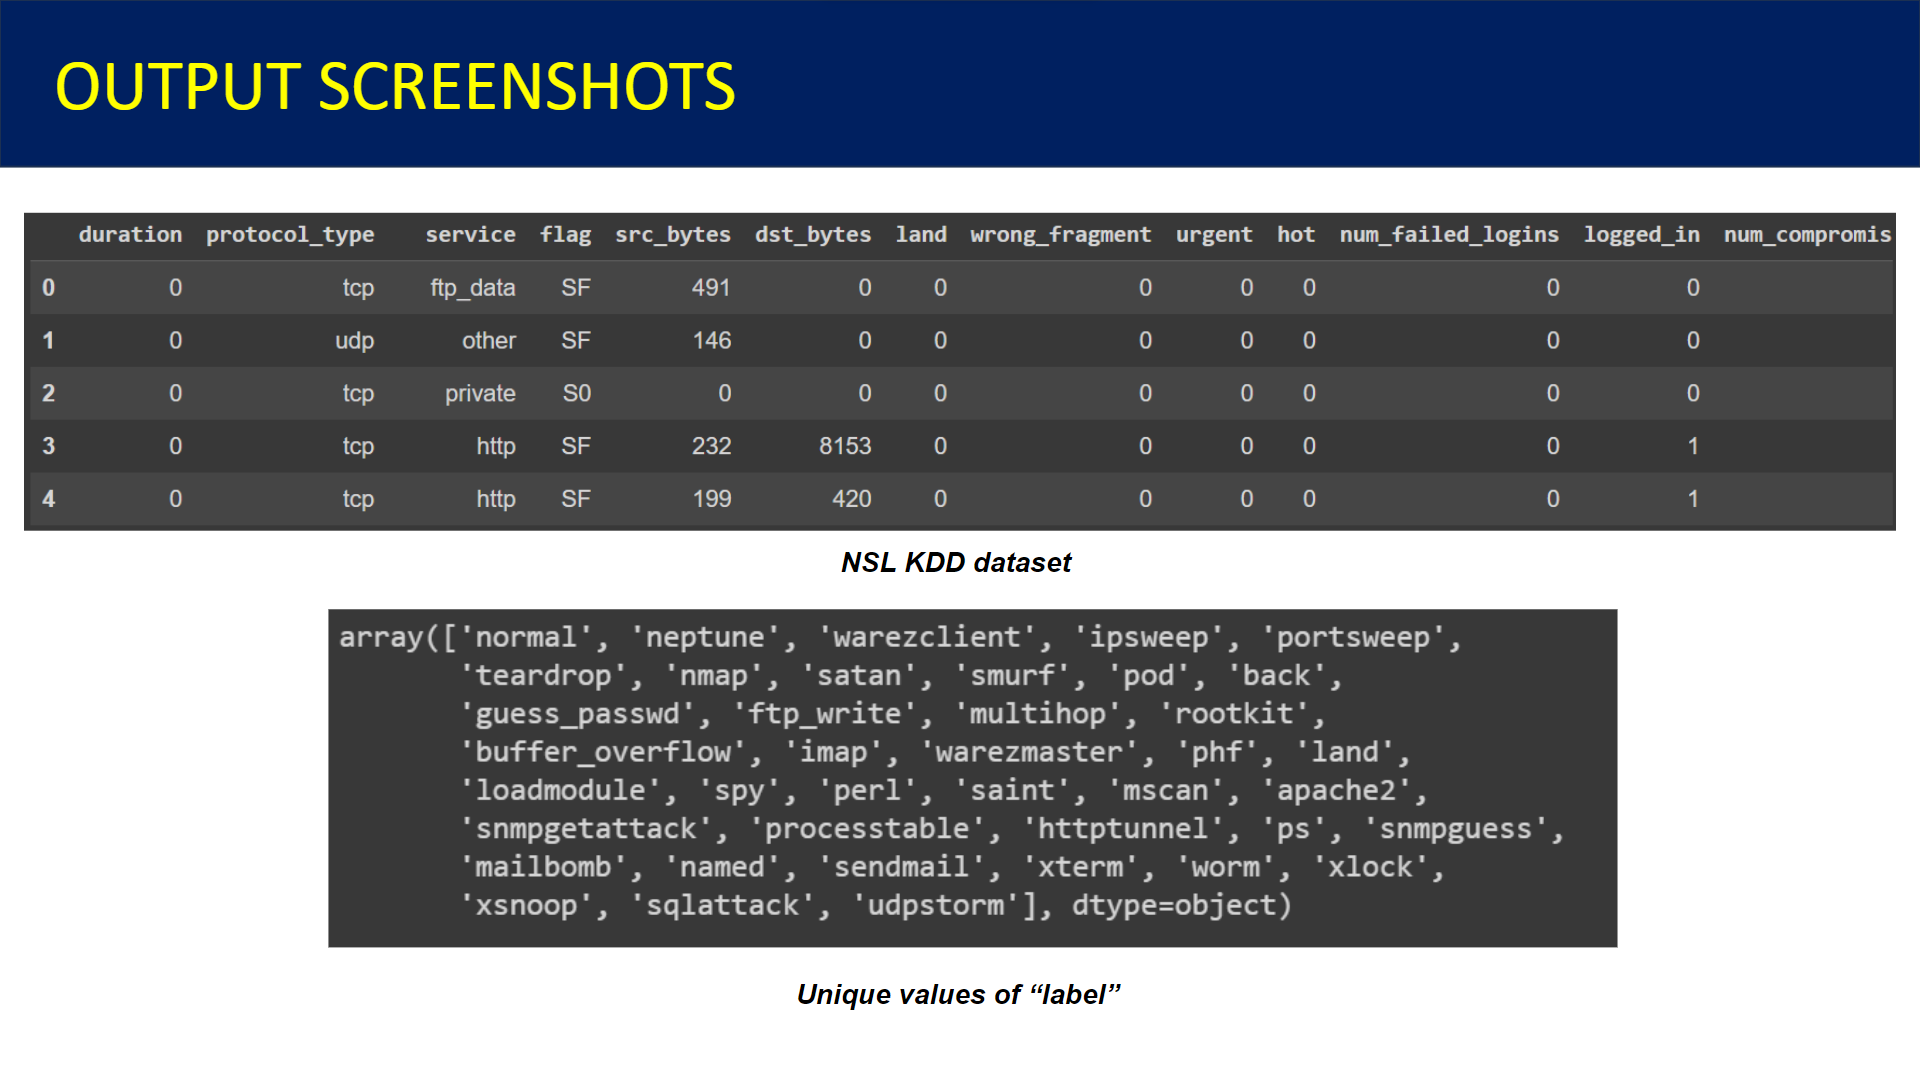 OUTPUT SCREENSHOTS
duration protocol_type service flag src_bytes dst_bytes land wrong_fragment urgent hot num_failed_logins logged_in num_compromis
0 0 tcp ftp_data SF 491 0 0 0 0 0 0 0
1 0 udp other SF 146 0 0 0 0 0 0 0
2 0 tcp private S0 0 0 0 0 0 0 0 0
3 0 tcp http SF 232 8153 0 0 0 0 0 1
4 0 tcp http SF 199 420 0 0 0 0 0 1
NSL KDD dataset
array(['normal', 'neptune', 'warezclient', 'ipsweep', 'portsweep',
'teardrop', 'nmap', 'satan', 'smurf', 'pod', 'back',
'guess_passwd', 'ftp_write', 'multihop', 'rootkit',
'buffer_overflow', 'imap', 'warezmaster', 'phf', 'land',
'loadmodule', 'spy', 'perl', 'saint', 'mscan', 'apache2',
'snmpgetattack', 'processtable', 'httptunnel', 'ps', 'snmpguess',
'mailbomb', 'named', 'sendmail', 'xterm', 'worm', 'xlock',
'xsnoop', 'sqlattack', 'udpstorm'], dtype=object)
Unique values of “label”